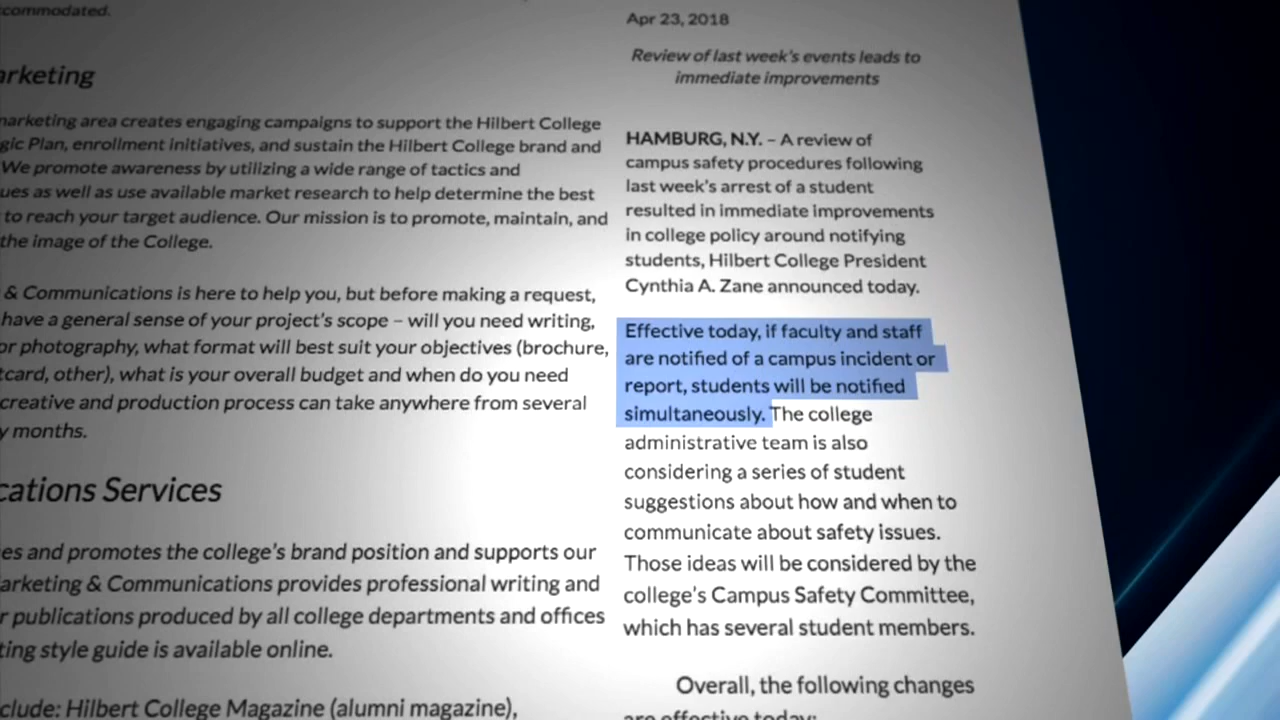 commodated.
arketing
marketing area creates engaging campaigns to support the Hilbert College
gic Plan, enrollment initiatives, and sustain the Hilbert College brand and
We promote awareness by utilizing a wide range of tactics and
ues as well as use available market research to help determine the best
to reach your target audience. Our mission is to promote, maintain, and
the image of the College.
& Communications is here to help you, but before making a request,
have a general sense of your project's scope – will you need writing,
or photography, what format will best suit your objectives (brochure,
tcard, other), what is your overall budget and when do you need
creative and production process can take anywhere from several
y months.
cations Services
es and promotes the college's brand position and supports our
arketing & Communications provides professional writing and
r publications produced by all college departments and offices
ting style guide is available online.
clude: Hilbert College Magazine (alumni magazine),
Apr 23, 2018
Review of last week's events leads to
immediate improvements
HAMBURG, N.Y. – A review of
campus safety procedures following
last week's arrest of a student
resulted in immediate improvements
in college policy around notifying
students, Hilbert College President
Cynthia A. Zane announced today.
Effective today, if faculty and staff
are notified of a campus incident or
report, students will be notified
simultaneously. The college
administrative team is also
considering a series of student
suggestions about how and when to
communicate about safety issues.
Those ideas will be considered by the
college's Campus Safety Committee,
which has several student members.
Overall, the following changes
are effective today: